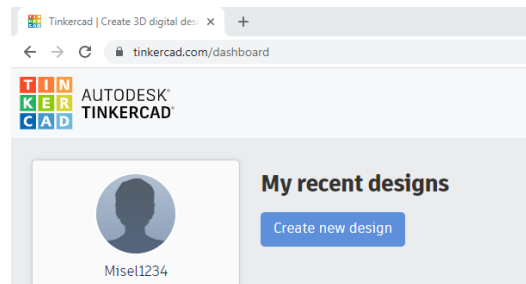 Tinkercad | Create 3D digital desi
tinkercad.com/dashboard
TIN
KER
CAD
AUTODESK®
TINKERCAD®
My recent designs
Create new design
Misel1234